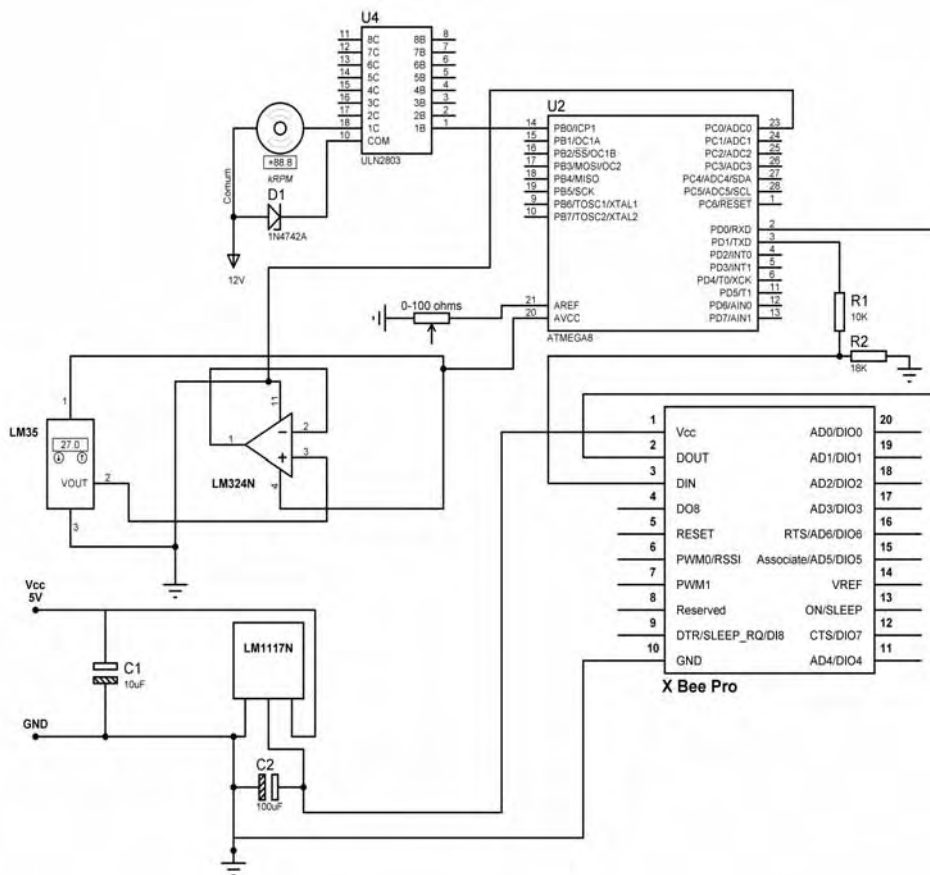 U4
11 8C 8B 8
12 7C 7B 7
13 6C 6B 6
14 5C 5B 5
15 4C 4B 4
16 3C 3B 3
17 2C 2B 2
18 1C 1B 1
10 COM
ULN2803
+88.8
kRPM
Comum
D1
1N4742A
12V
U2
14 PB0/ICP1 PC0/ADC0 23
15 PB1/OC1A PC1/ADC1 24
16 PB2/SS/OC1B PC2/ADC2 25
17 PB3/MOSI/OC2 PC3/ADC3 26
18 PB4/MISO PC4/ADC4/SDA 27
19 PB5/SCK PC5/ADC5/SCL 28
9 PB6/TOSC1/XTAL1 PC6/RESET 1
10 PB7/TOSC2/XTAL2
PD0/RXD 2
PD1/TXD 3
PD2/INT0 4
PD3/INT1 5
PD4/T0/XCK 6
PD5/T1 11
21 AREF PD6/AIN0 12
20 AVCC PD7/AIN1 13
ATMEGA8
0-100 ohms
R1
10K
R2
18K
1
LM35
27.0
VOUT 2
3
11
1
2
3
4
LM324N
1 Vcc AD0/DIO0 20
2 DOUT AD1/DIO1 19
3 DIN AD2/DIO2 18
4 DO8 AD3/DIO3 17
5 RESET RTS/AD6/DIO6 16
6 PWM0/RSSI Associate/AD5/DIO5 15
7 PWM1 VREF 14
8 Reserved ON/SLEEP 13
9 DTR/SLEEP_RQ/DI8 CTS/DIO7 12
10 GND AD4/DIO4 11
X Bee Pro
Vcc
5V
LM1117N
C1
10uF
GND
C2
100uF